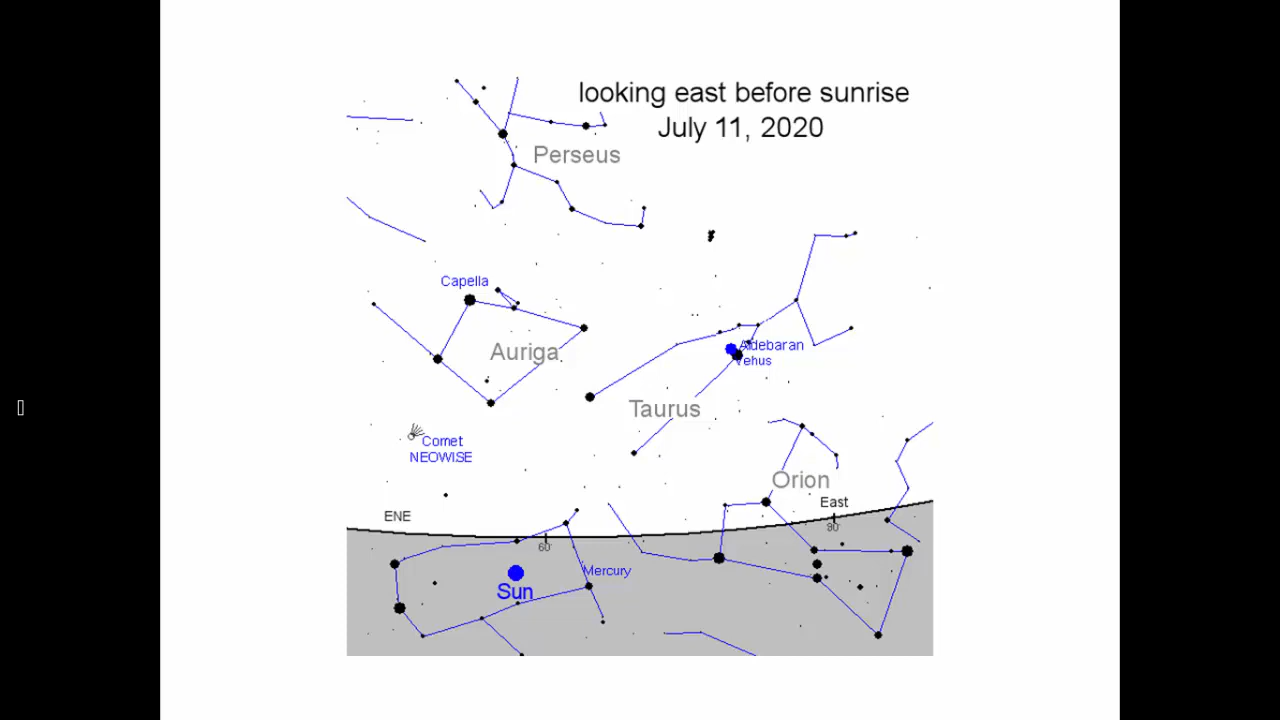 looking east before sunrise
July 11, 2020
Perseus
Capella
Auriga
Aldebaran
Venus
Taurus
Comet
NEOWISE
Orion
East
90
ENE
60
Mercury
Sun